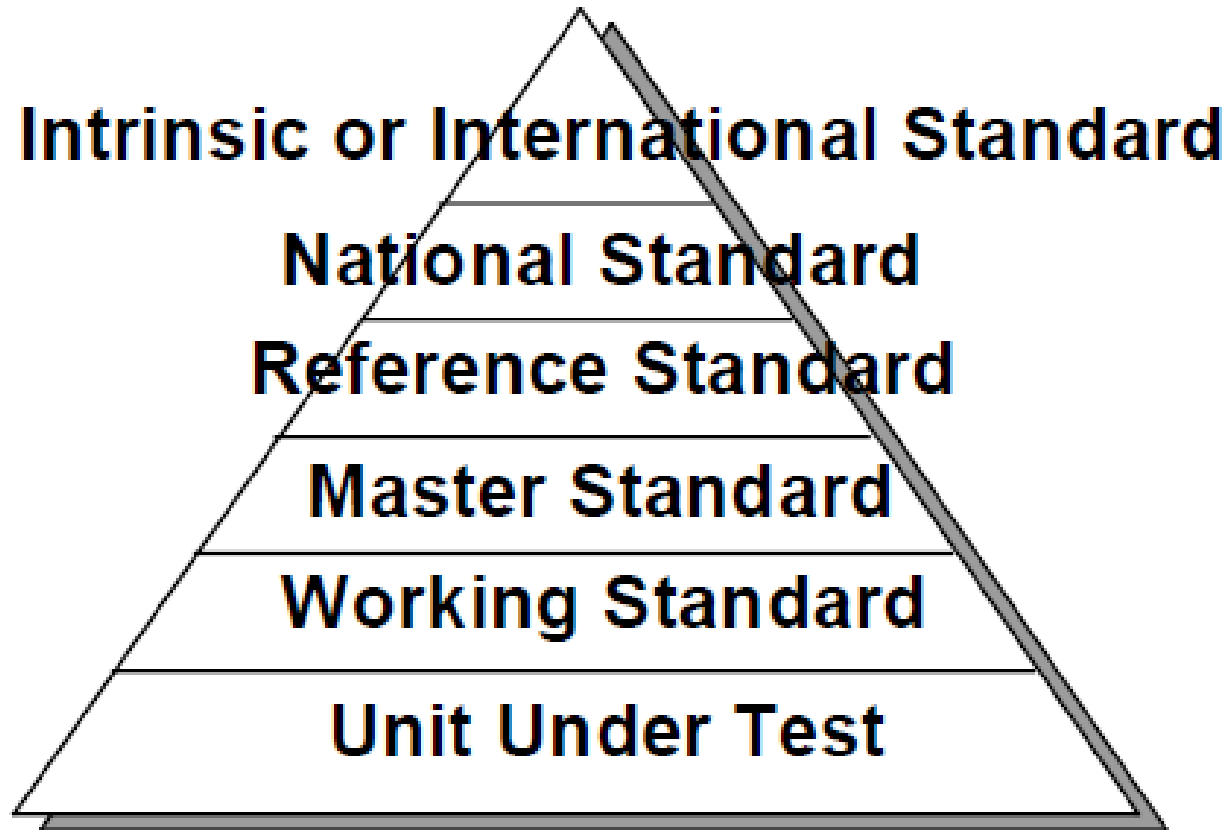 Intrinsic or International Standard
National Standard
Reference Standard
Master Standard
Working Standard
Unit Under Test